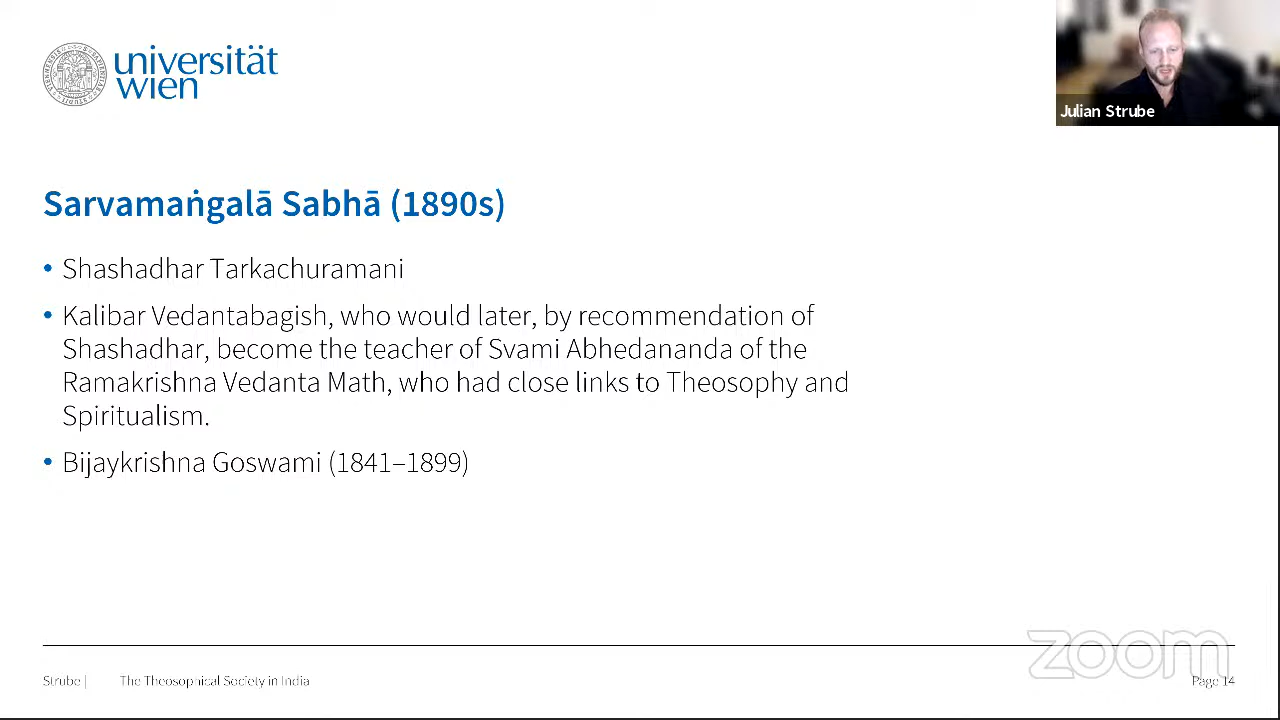 universität
wien
Julian Strube
Sarvamaṅgalā Sabhā (1890s)
• Shashadhar Tarkachuramani
• Kalibar Vedantabagish, who would later, by recommendation of
Shashadhar, become the teacher of Svami Abhedananda of the
Ramakrishna Vedanta Math, who had close links to Theosophy and
Spiritualism.
• Bijaykrishna Goswami (1841–1899)
zoom
Strube | The Theosophical Society in India Page 14